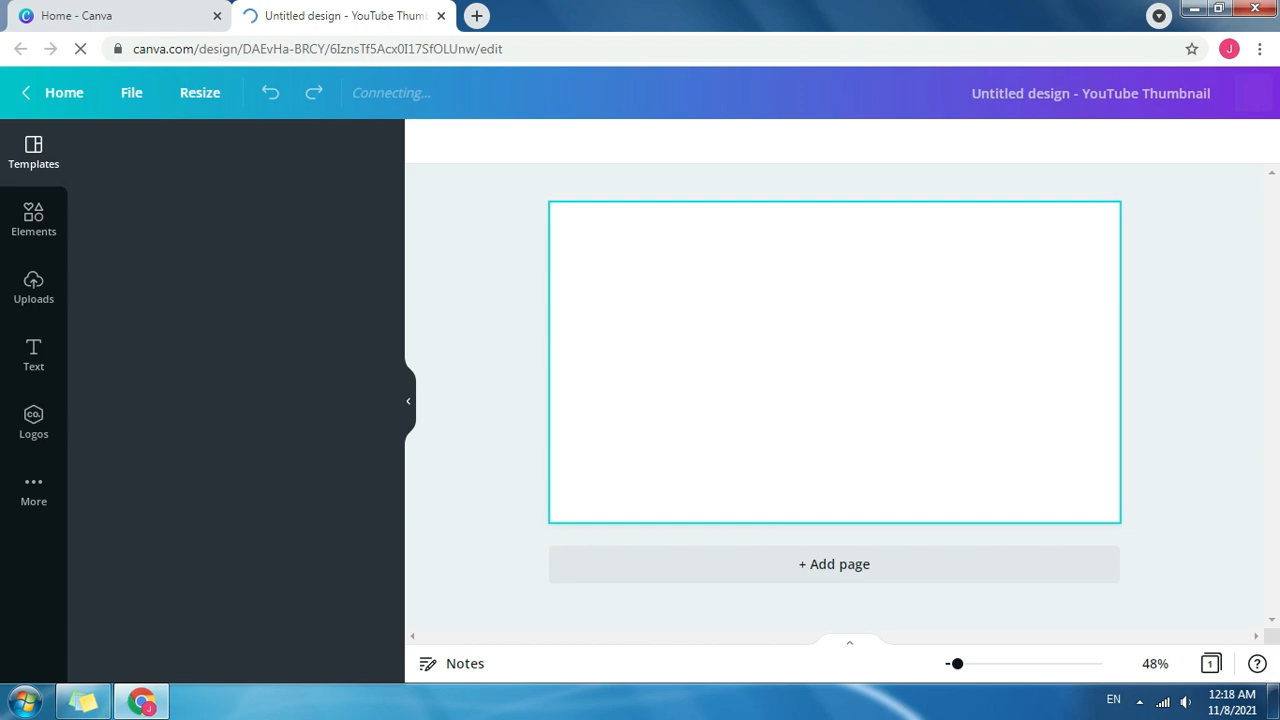 Home - Canva
Untitled design - YouTube Thumb
canva.com/design/DAEvHa-BRCY/6IznsTf5Acx0I17SfOLUnw/edit
J
Home
File
Resize
Connecting...
Untitled design - YouTube Thumbnail
Templates
Elements
Uploads
Text
CO.
Logos
More
+ Add page
Notes
48%
1
?
J
EN
12:18 AM
11/8/2021